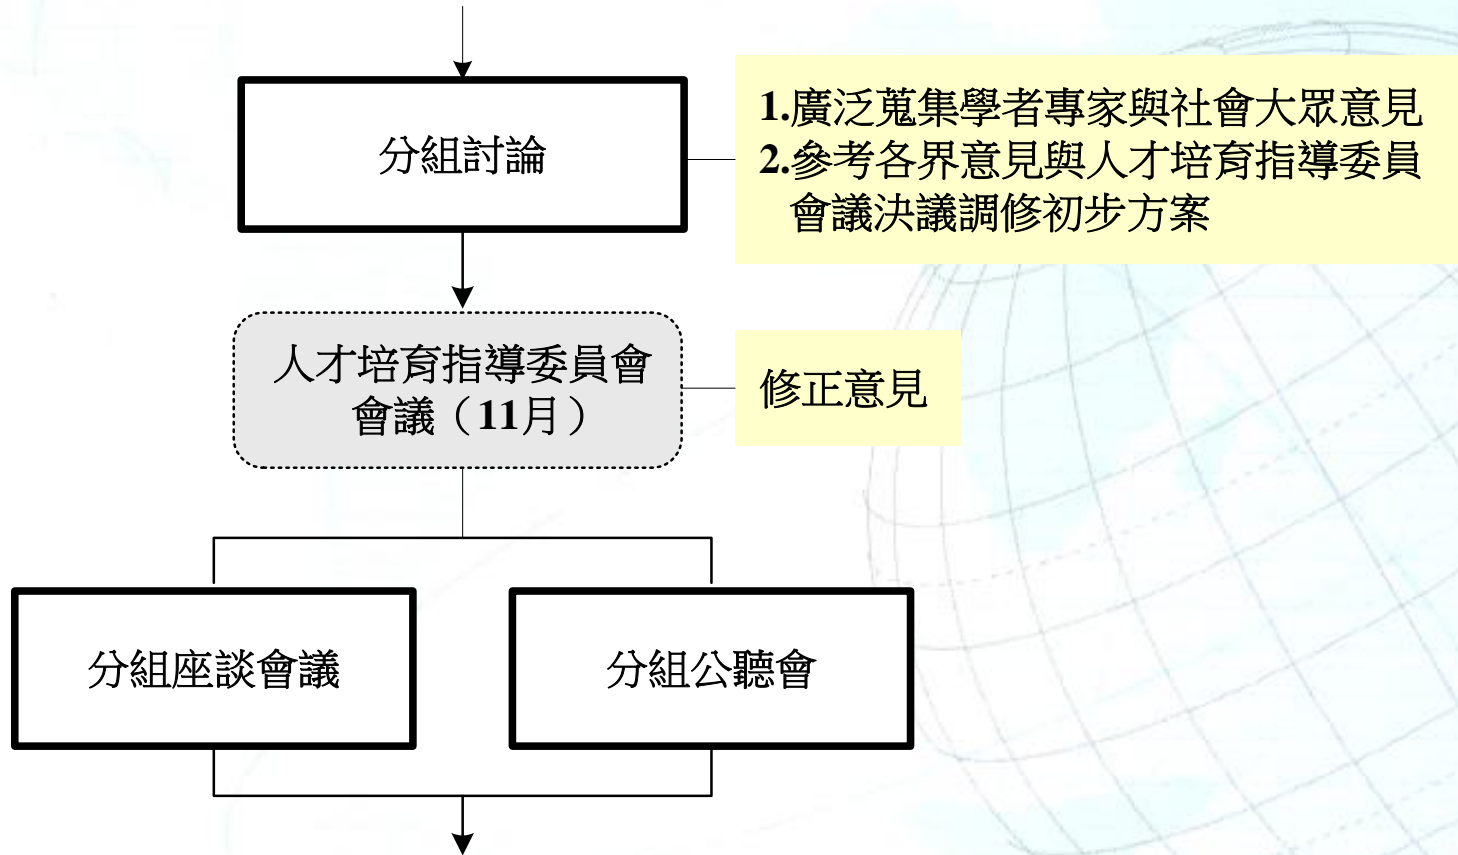 分組討論
1.廣泛蒐集學者專家與社會大眾意見
2.參考各界意見與人才培育指導委員
會議決議調修初步方案
人才培育指導委員會
會議（11月）
修正意見
分組座談會議
分組公聽會